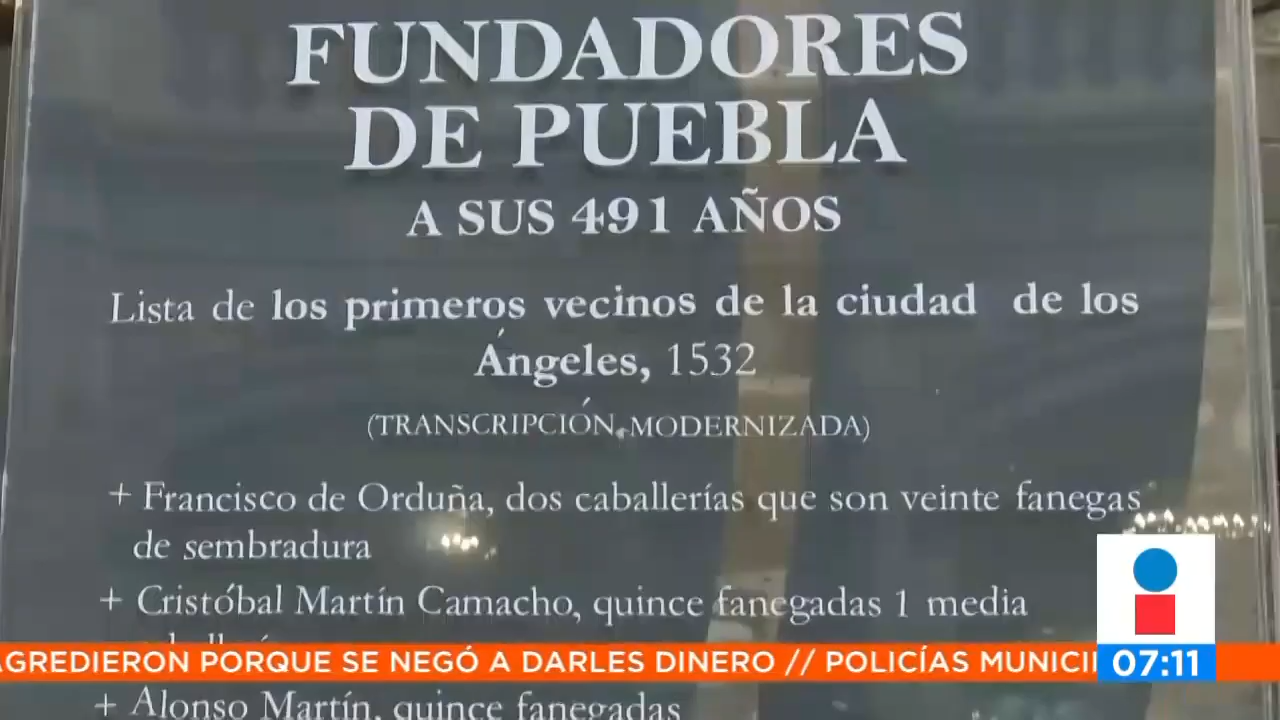 FUNDADORES
DE PUEBLA
A SUS 491 AÑOS
Lista de los primeros vecinos de la ciudad de los
Ángeles, 1532
(TRANSCRIPCIÓN MODERNIZADA)
+ Francisco de Orduña, dos caballerías que son veinte fanegas
de sembradura
+ Cristóbal Martín Camacho, quince fanegadas 1 media
AGREDIERON PORQUE SE NEGÓ A DARLES DINERO // POLICÍAS MUNICI
07:11
+ Alonso Martín, quince fanegadas